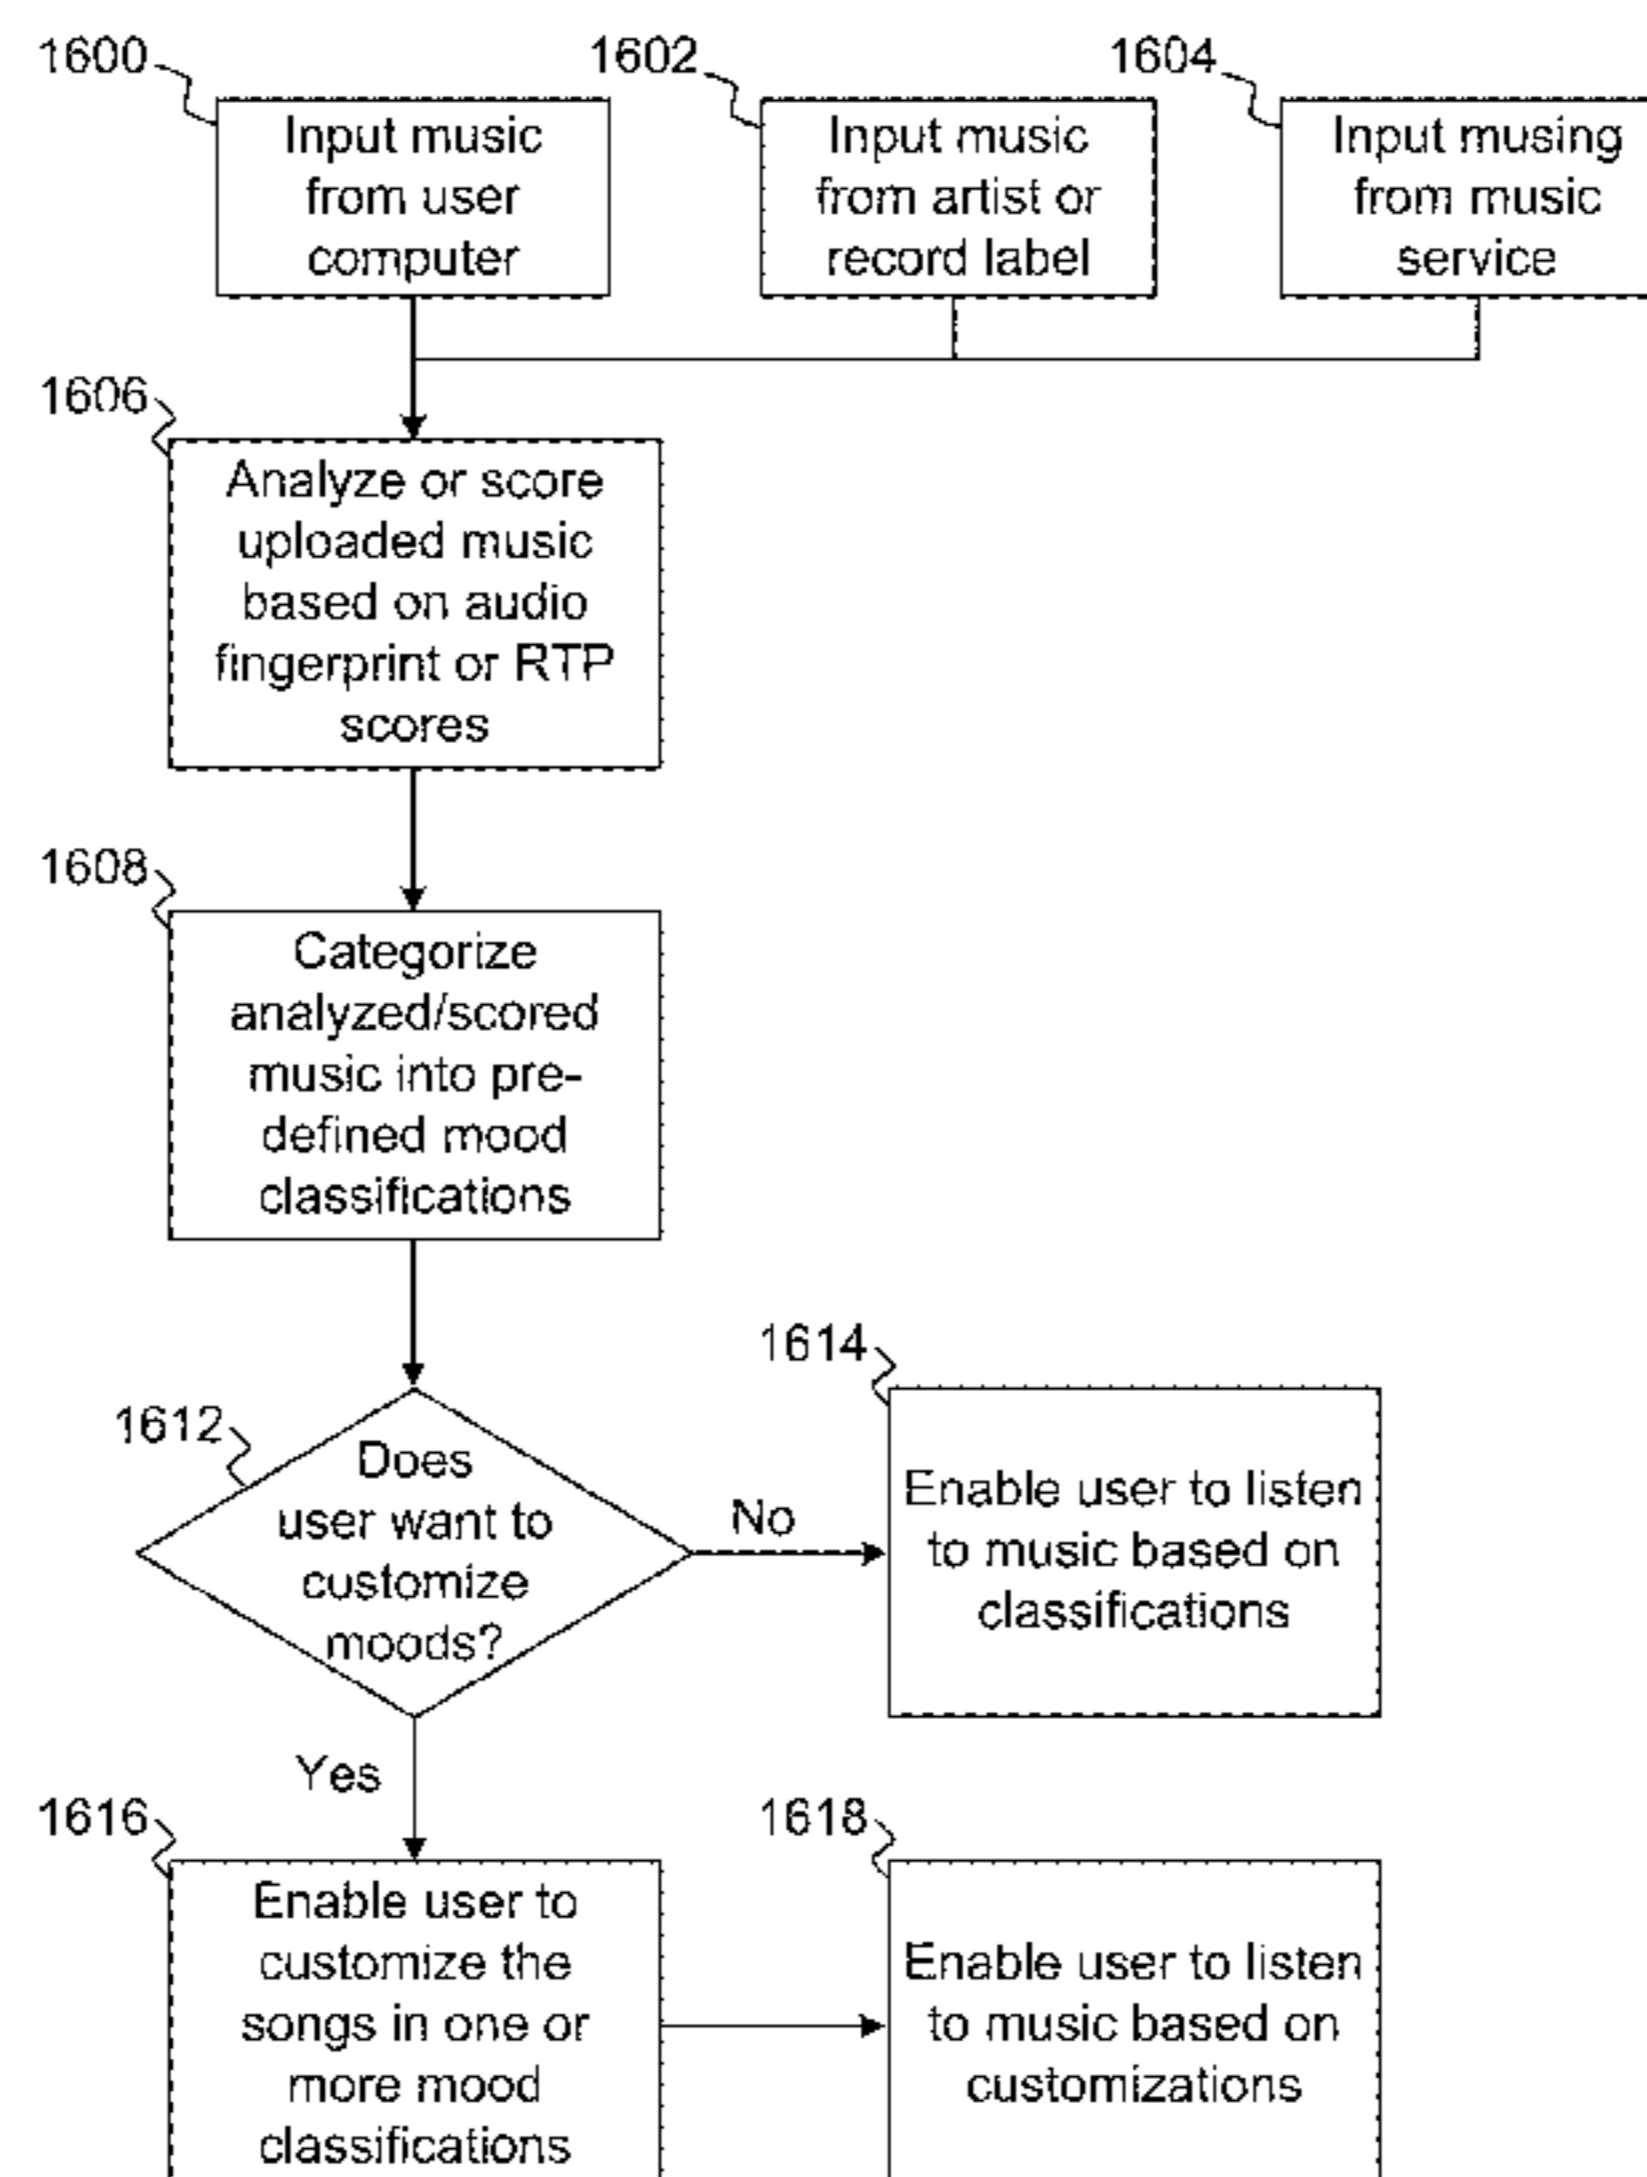 1600
Input music
from user
computer
1602
Input music
from artist or
record label
1604
Input musing
from music
service
1606
Analyze or score
uploaded music
based on audio
fingerprint or RTP
scores
1608
Categorize
analyzed/scored
music into pre-
defined mood
classifications
1612
Does
user want to
customize
moods?
No
1614
Enable user to listen
to music based on
classifications
Yes
1616
Enable user to
customize the
songs in one or
more mood
classifications
1618
Enable user to listen
to music based on
customizations